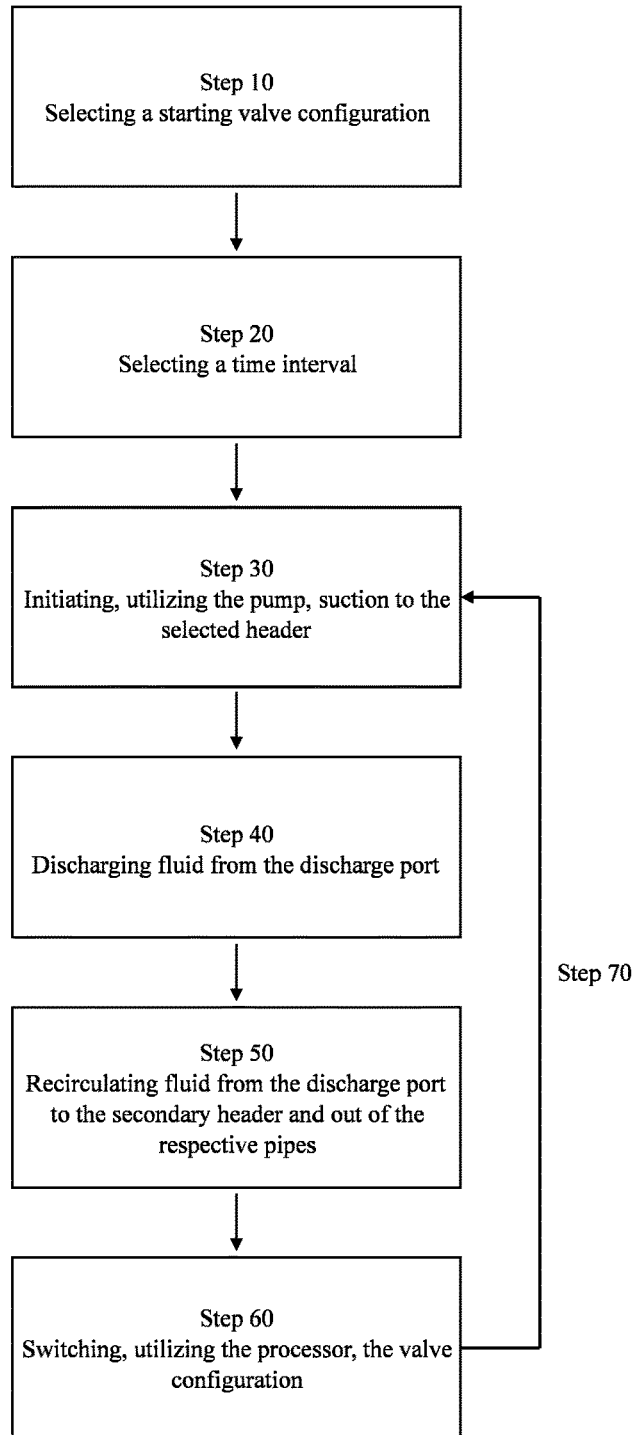 Step 10
Selecting a starting valve configuration
Step 20
Selecting a time interval
Step 30
Initiating, utilizing the pump, suction to the
selected header
Step 40
Discharging fluid from the discharge port
Step 70
Step 50
Recirculating fluid from the discharge port
to the secondary header and out of the
respective pipes
Step 60
Switching, utilizing the processor, the valve
configuration